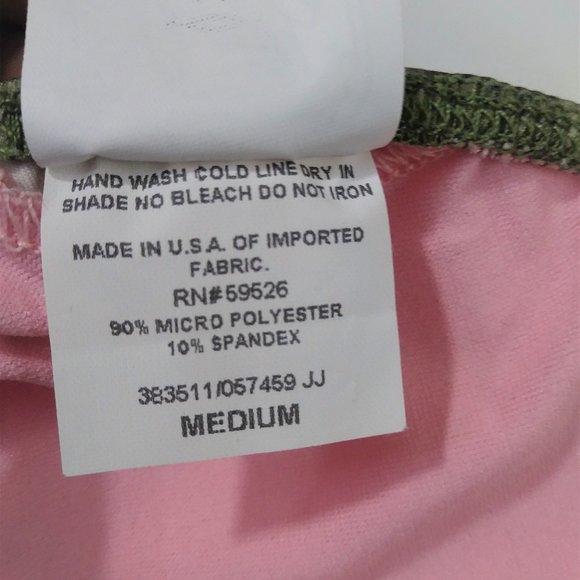 HAND WASH COLD LINE DRY IN
SHADE NO BLEACH DO NOT IRON
MADE IN U.S.A. OF IMPORTED
FABRIC.
RN#59526
90% MICRO POLYESTER
10% SPANDEX
383511/057459 JJ
MEDIUM